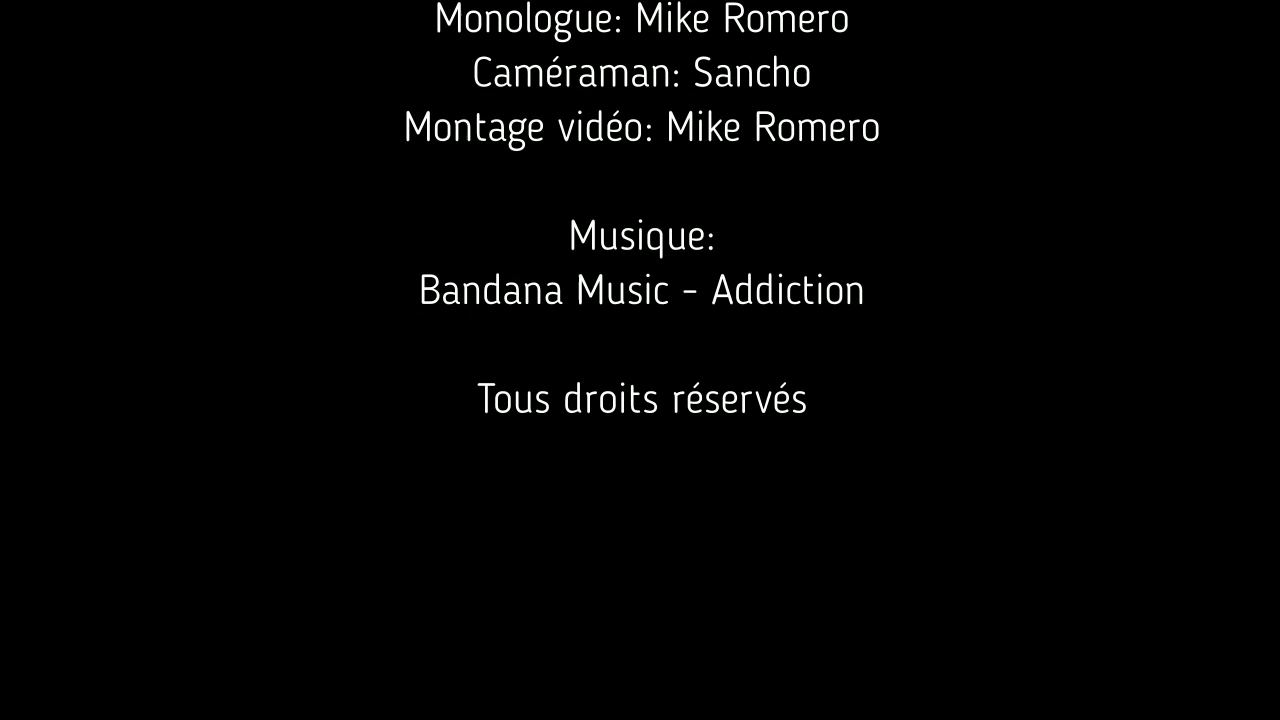 Monologue: Mike Romero
Caméraman: Sancho
Montage vidéo: Mike Romero
Musique:
Bandana Music - Addiction
Tous droits réservés